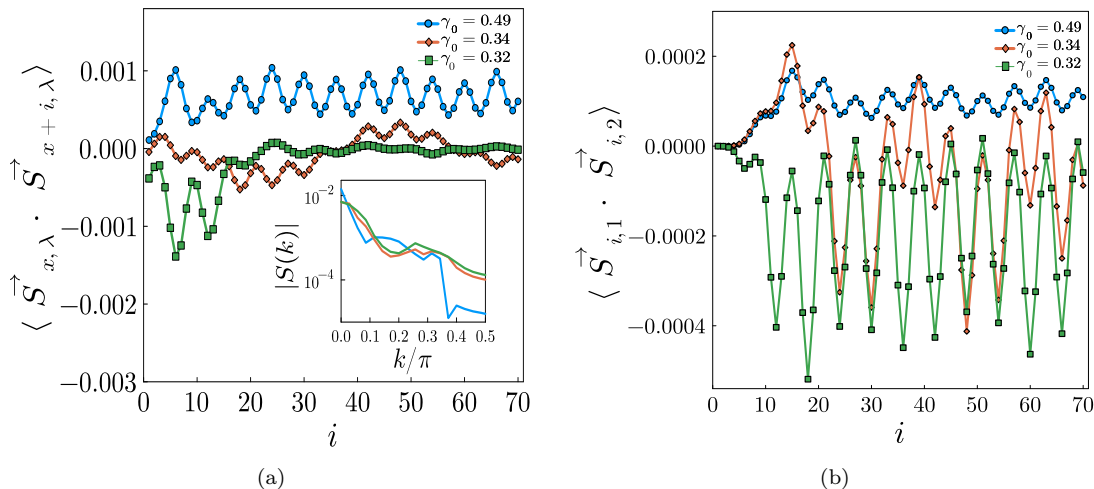 γ₀ = 0.49
γ₀ = 0.34
γ₀ = 0.32
0.001
0.000
−0.001
−0.002
−0.003
⟨ S⃗ x,λ · S⃗ x + i, λ ⟩
0 10 20 30 40 50 60 70
i
10⁻²
10⁻⁴
|S(k)|
0.0 0.1 0.2 0.3 0.4 0.5
k/π
(a)
γ₀ = 0.49
γ₀ = 0.34
γ₀ = 0.32
0.0002
0.0000
−0.0002
−0.0004
⟨ S⃗ i,1 · S⃗ i,2 ⟩
0 10 20 30 40 50 60 70
i
(b)